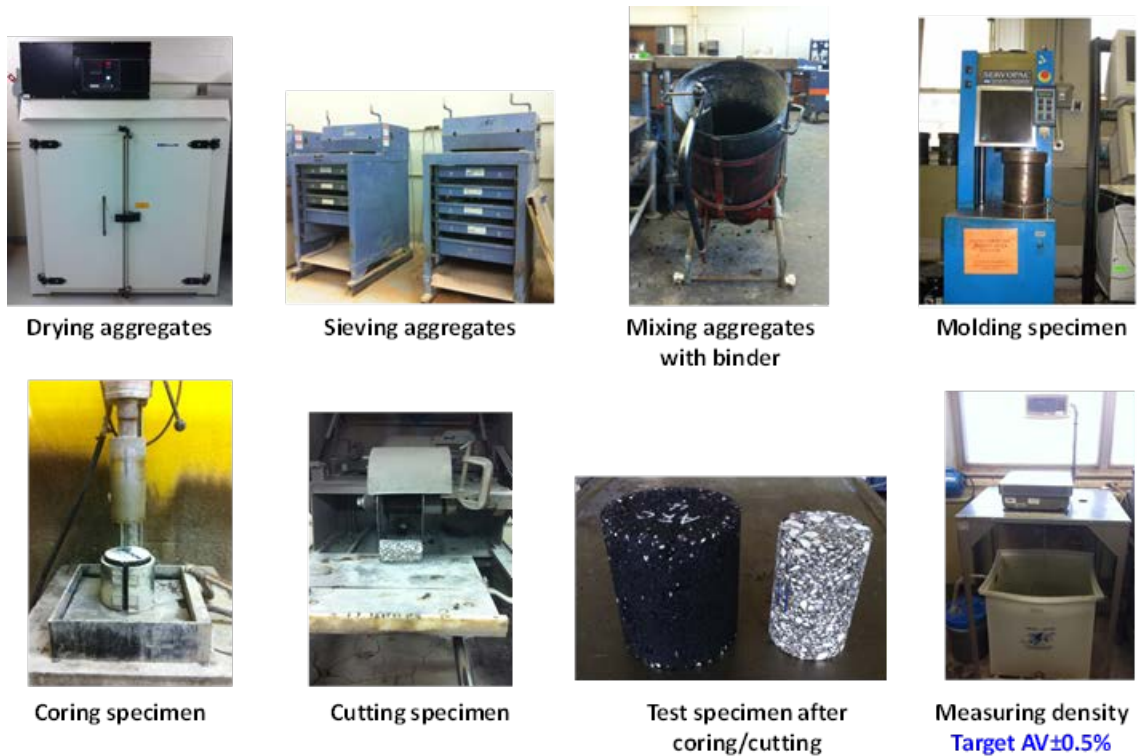 SERVOPAC
Drying aggregates
Sieving aggregates
Mixing aggregates
with binder
Molding specimen
Coring specimen
Cutting specimen
Test specimen after
coring/cutting
Measuring density
Target AV±0.5%